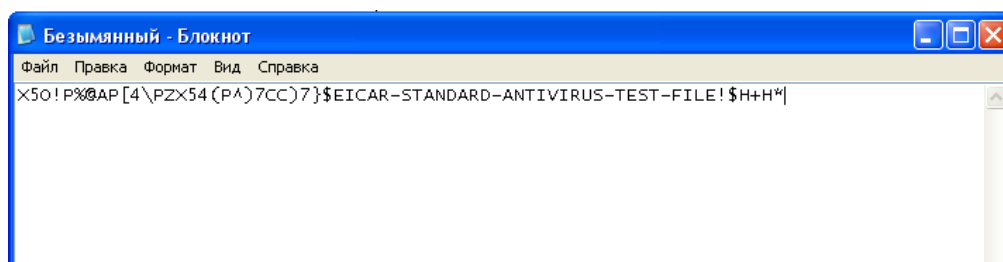 Безымянный - Блокнот
Файл Правка Формат Вид Справка
X5O!P%@AP[4\PZX54(P^)7CC)7}$EICAR-STANDARD-ANTIVIRUS-TEST-FILE!$H+H*